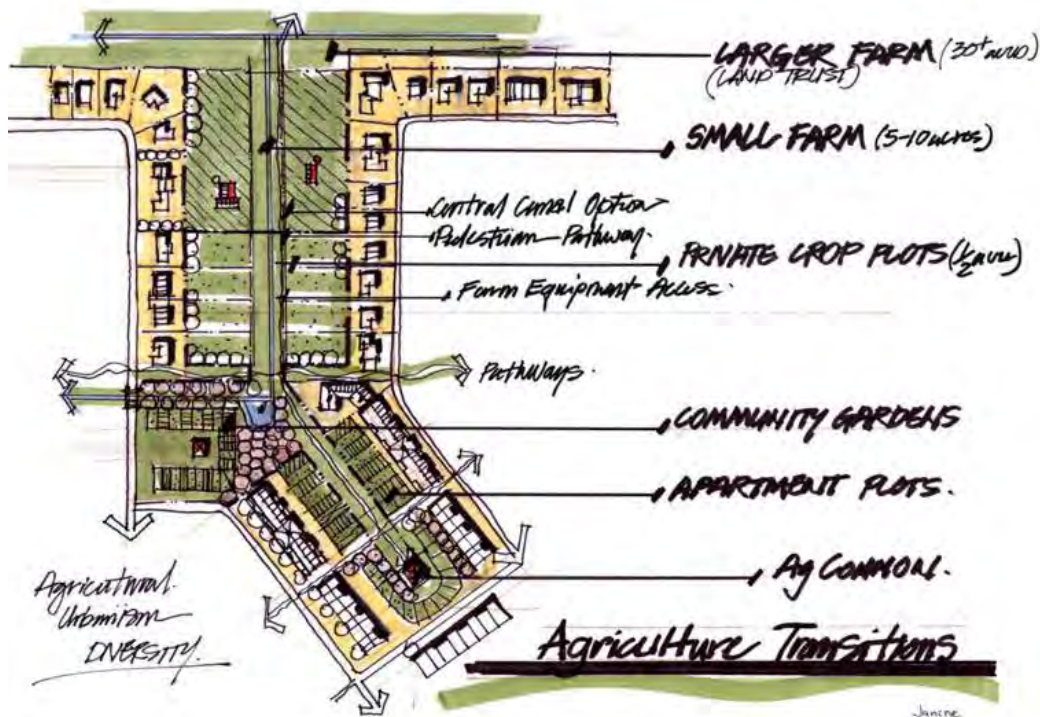 LARGER FARM (30+ acres)
(LAND TRUST)
SMALL FARM (5-10 acres)
Central Canal Option
Pedestrian Pathway.
PRIVATE CROP PLOTS (1/2 acre)
Farm Equipment Access.
Pathways.
COMMUNITY GARDENS
APARTMENT PLOTS.
Ag COMMON.
Agricultural
Urbanism
DIVERSITY.
Agriculture Transitions
Janine